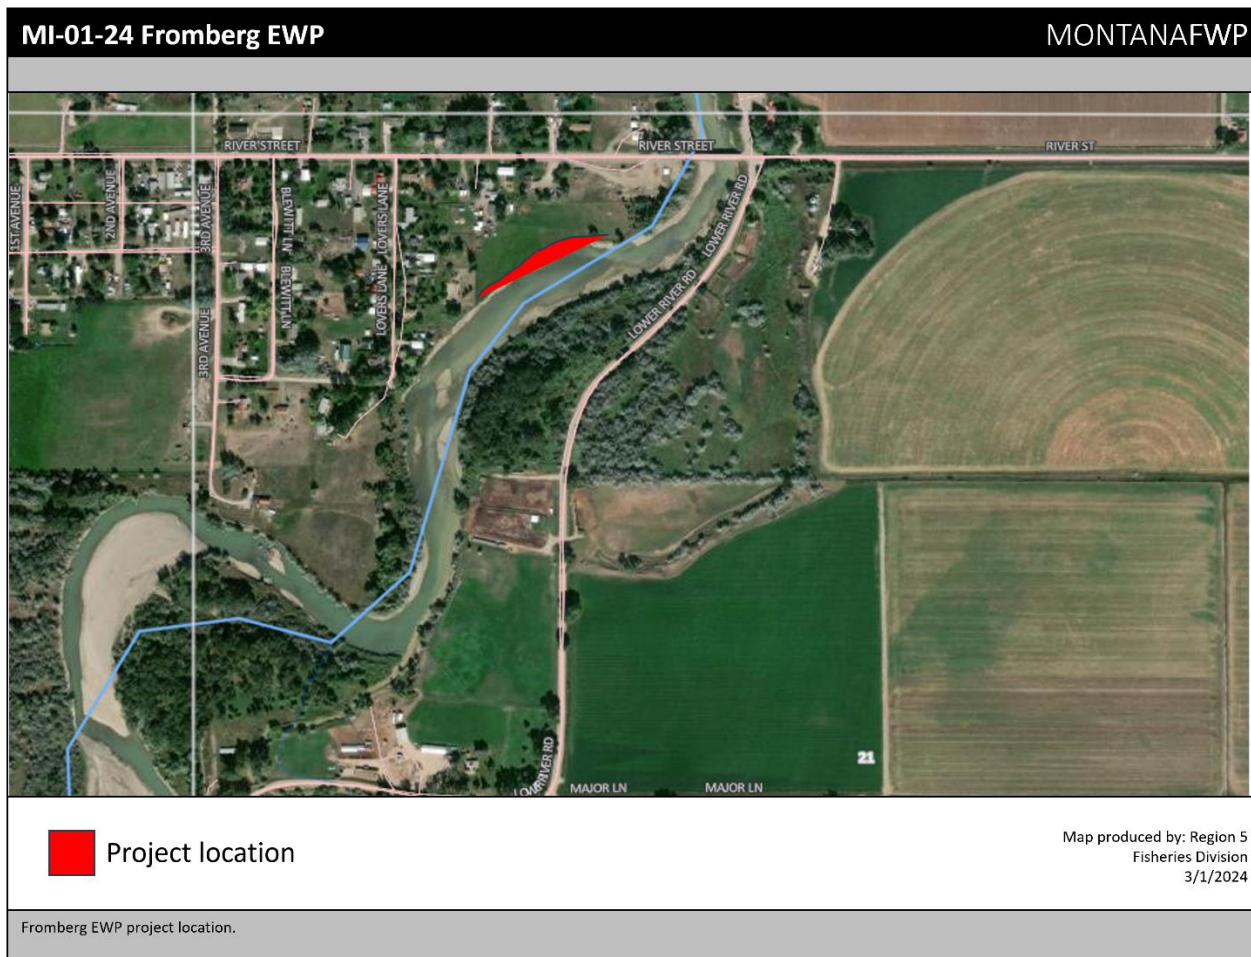 MI-01-24 Fromberg EWP
MONTANAFWP
RIVER STREET
RIVER STREET
RIVER ST
1ST AVENUE
2ND AVENUE
3RD AVENUE
BLEWITT LN
LOVERS LANE
LOWER RIVER RD
BLEWITT LN
LOVERS LANE
LOWER RIVER RD
3RD AVENUE
LOWER RIVER RD
21
MAJOR LN
MAJOR LN
Project location
Map produced by: Region 5
Fisheries Division
3/1/2024
Fromberg EWP project location.